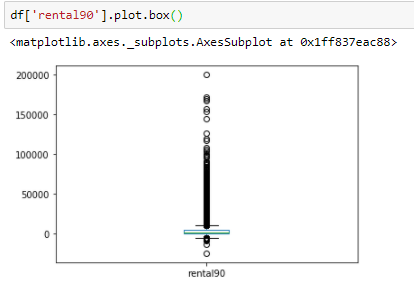 df['rental90'].plot.box()
<matplotlib.axes._subplots.AxesSubplot at 0x1ff837eac88>
200000
150000
100000
50000
0
rental90